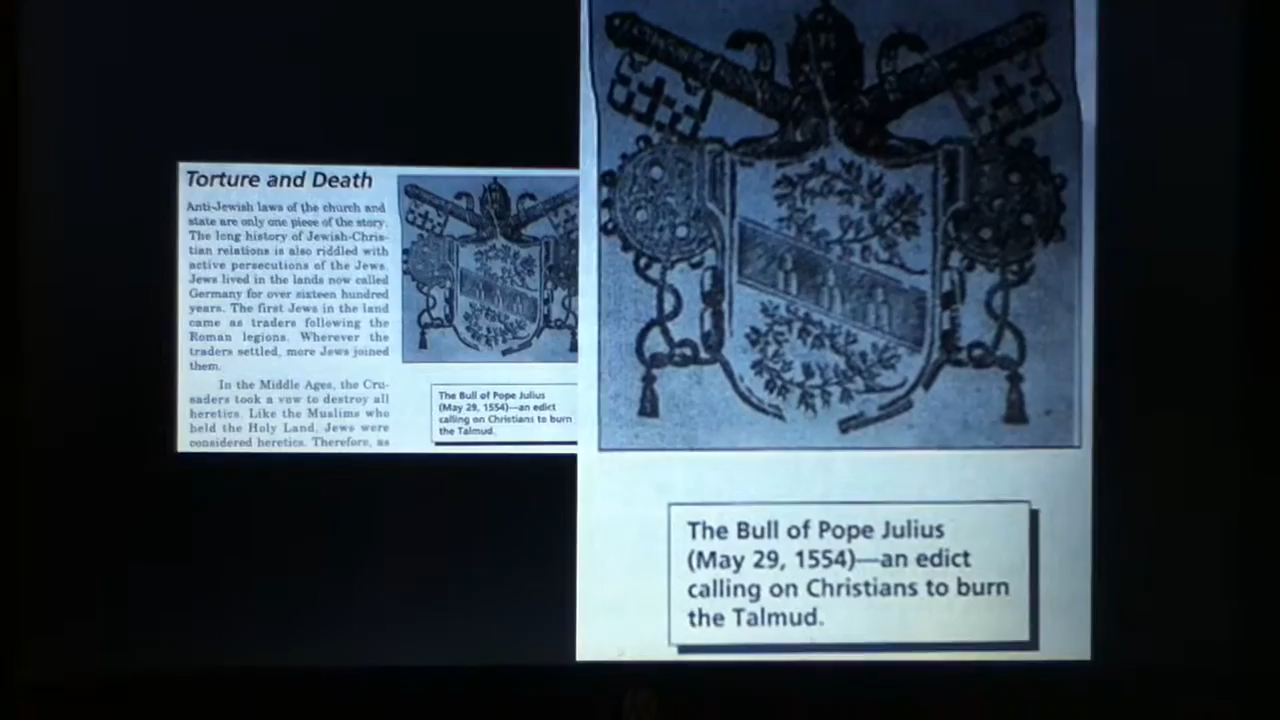 Torture and Death
Anti-Jewish laws of the church and
state are only one piece of the story.
The long history of Jewish-Chris-
tian relations is also riddled with
active persecutions of the Jews.
Jews lived in the lands now called
Germany for over sixteen hundred
years. The first Jews in the land
came as traders following the
Roman legions. Wherever the
traders settled, more Jews joined
them.
In the Middle Ages, the Cru-
saders took a vow to destroy all
heretics. Like the Muslims who
held the Holy Land, Jews were
considered heretics. Therefore, as
The Bull of Pope Julius
(May 29, 1554)—an edict
calling on Christians to burn
the Talmud.
The Bull of Pope Julius
(May 29, 1554)—an edict
calling on Christians to burn
the Talmud.